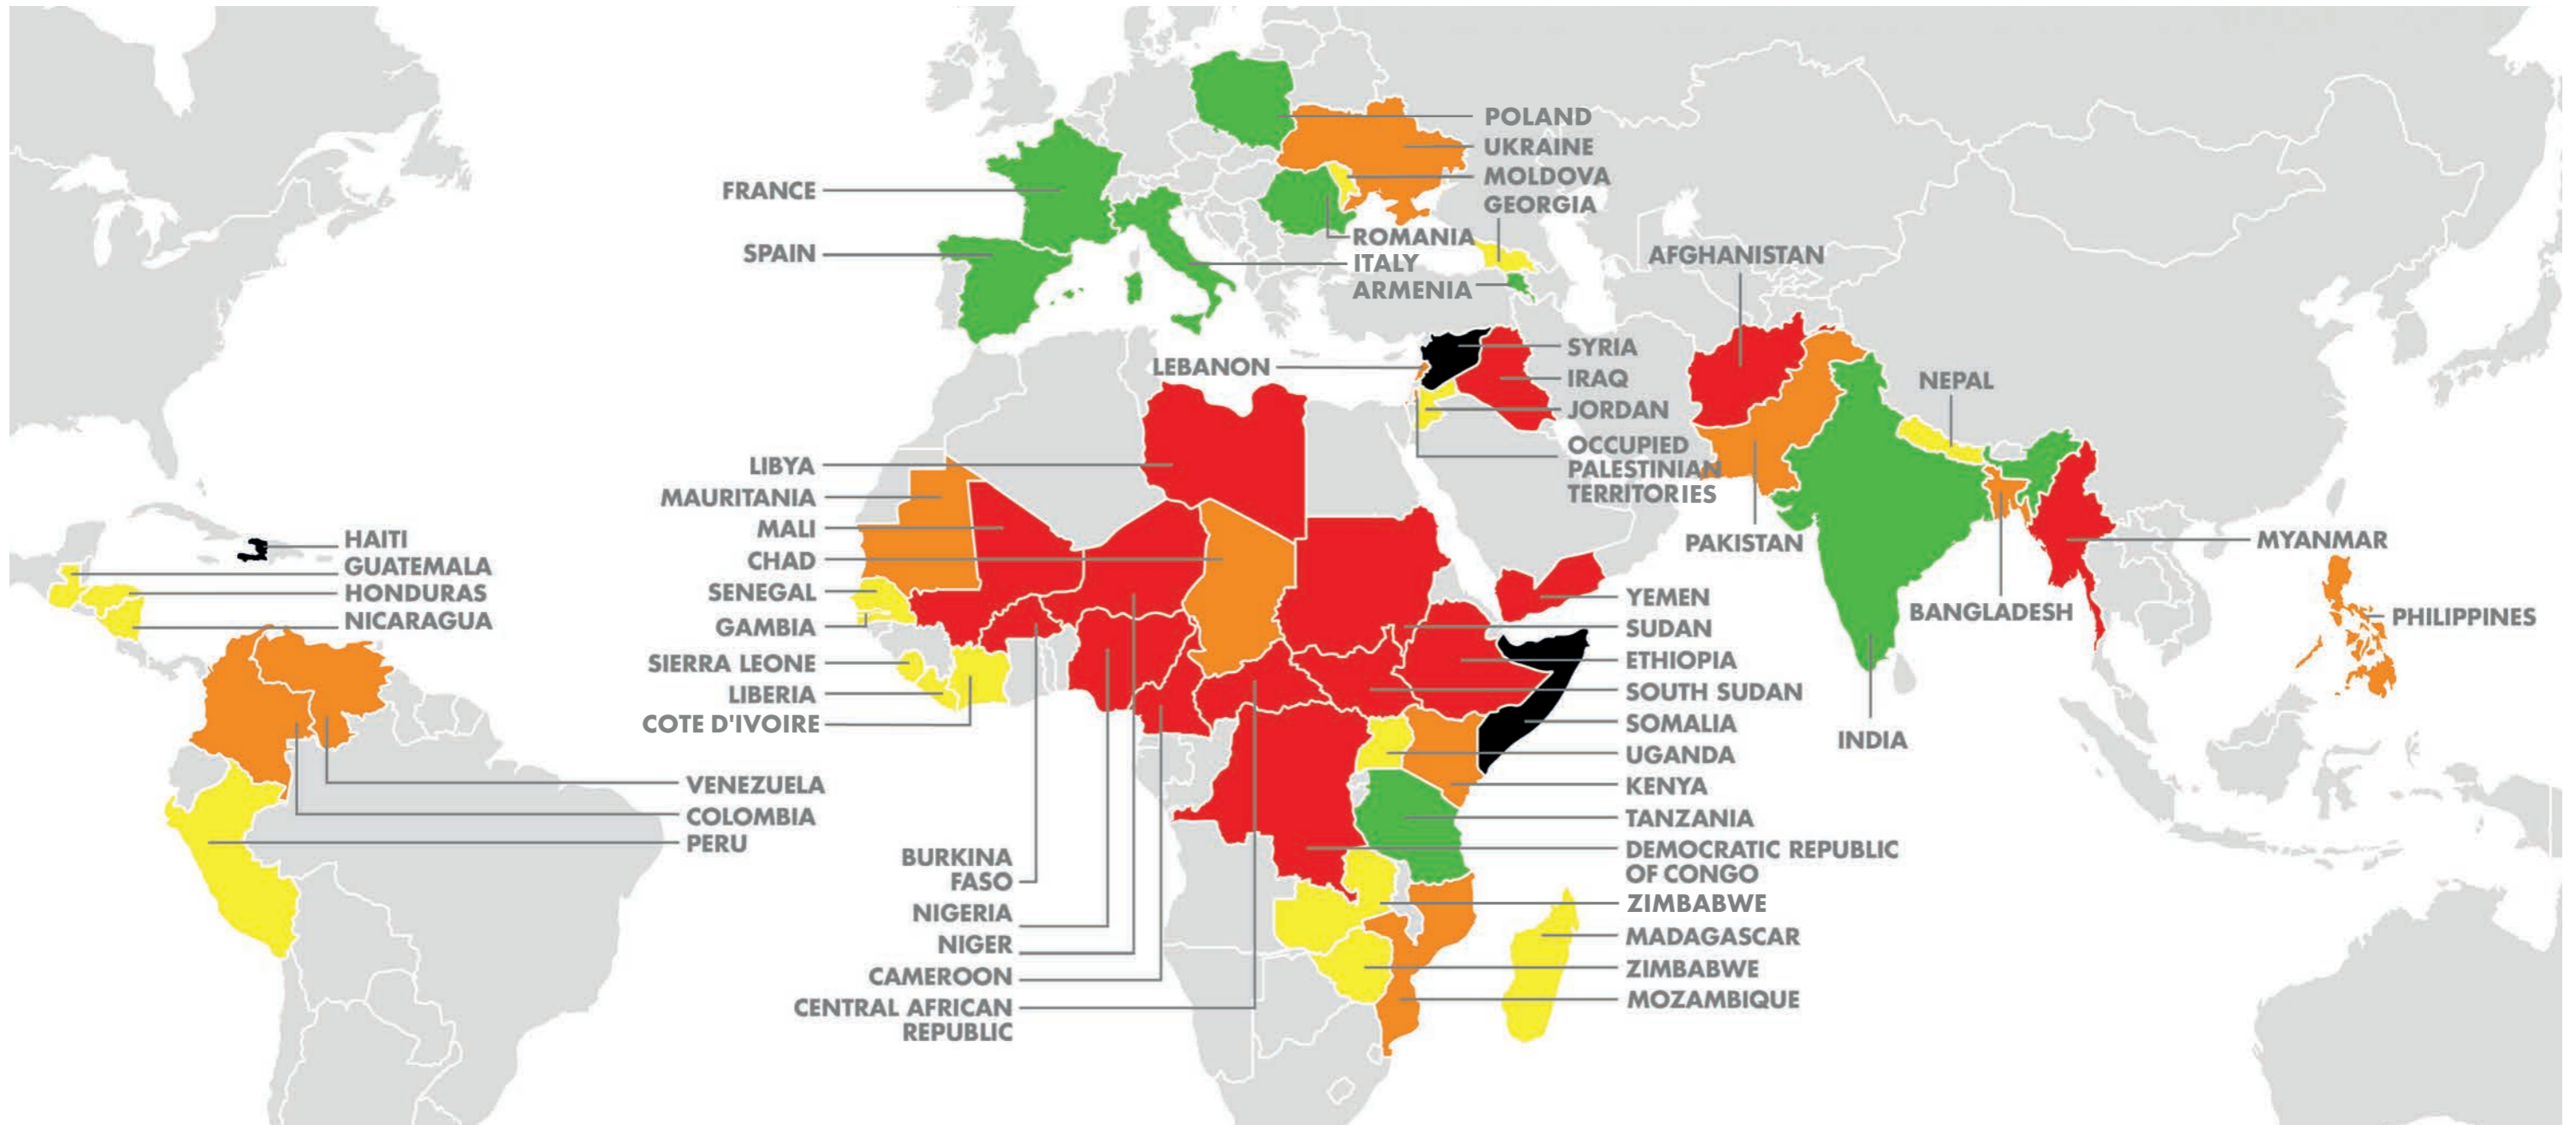 POLAND
UKRAINE
MOLDOVA
GEORGIA
FRANCE
SPAIN
ROMANIA
ITALY
ARMENIA
AFGHANISTAN
LEBANON
SYRIA
IRAQ
JORDAN
OCCUPIED
PALESTINIAN
TERRITORIES
NEPAL
LIBYA
MAURITANIA
MALI
CHAD
SENEGAL
GAMBIA
SIERRA LEONE
LIBERIA
COTE D'IVOIRE
HAITI
GUATEMALA
HONDURAS
NICARAGUA
PAKISTAN
MYANMAR
BANGLADESH
PHILIPPINES
INDIA
YEMEN
SUDAN
ETHIOPIA
SOUTH SUDAN
SOMALIA
UGANDA
KENYA
TANZANIA
DEMOCRATIC REPUBLIC
OF CONGO
ZIMBABWE
MADAGASCAR
ZIMBABWE
MOZAMBIQUE
VENEZUELA
COLOMBIA
PERU
BURKINA
FASO
NIGERIA
NIGER
CAMEROON
CENTRAL AFRICAN
REPUBLIC